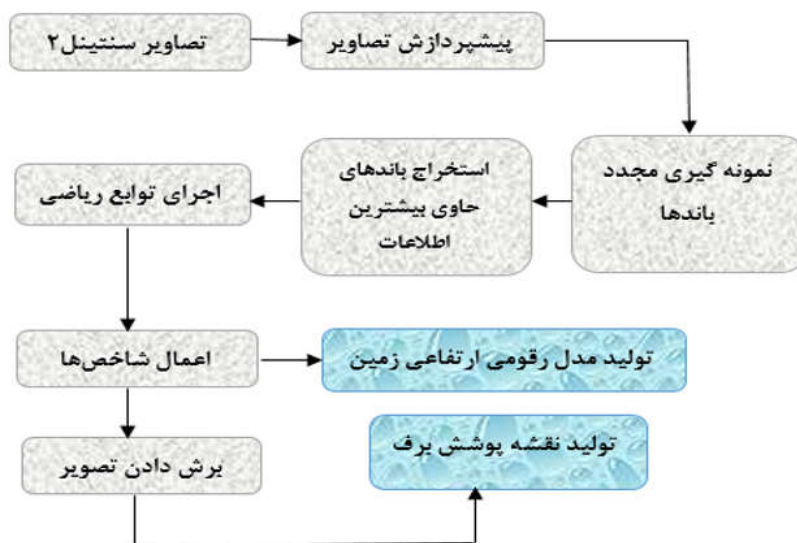 تصاویر سنتینل۲
پیشپردازش تصاویر
نمونه گیری مجدد
باندها
استخراج باندهای
حاوی بیشترین
اطلاعات
اجرای توابع ریاضی
اعمال شاخص‌ها
تولید مدل رقومی ارتفاعی زمین
برش دادن تصویر
تولید نقشه پوشش برف